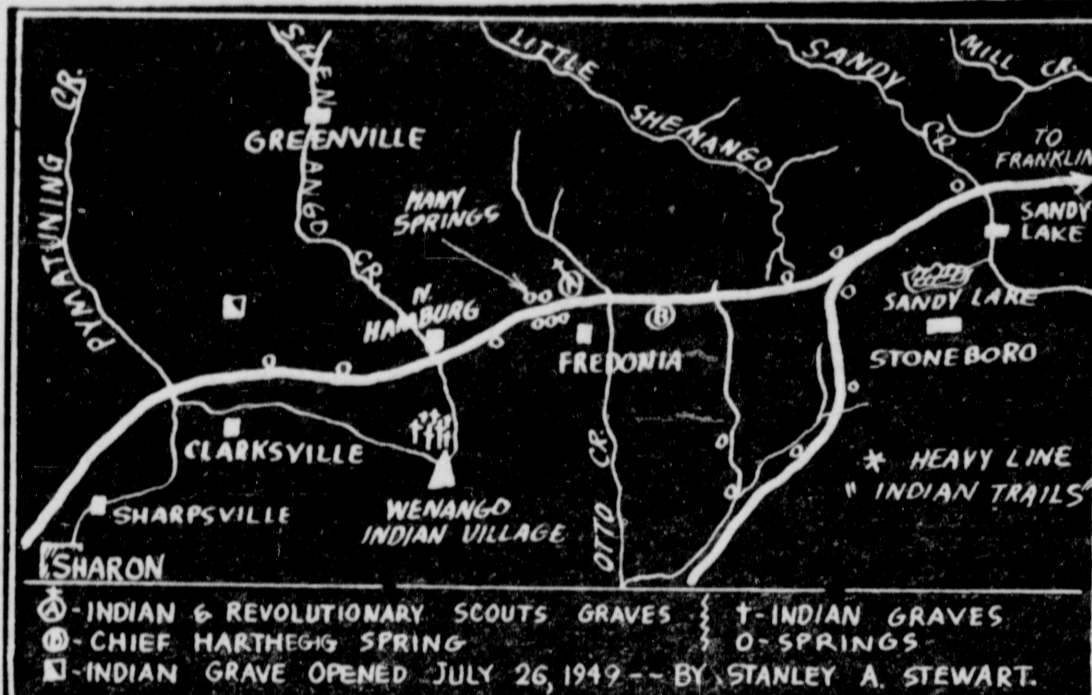 PYMATUNING CR.
SHENANGO CR.
GREENVILLE
LITTLE SHENANGO
SANDY CR
MILL CR.
TO
FRANKLIN
MANY
SPRINGS
SANDY
LAKE
N.
HAMBURG
A
B
SANDY LAKE
FREDONIA
STONEBORO
CLARKSVILLE
OTTO CR.
* HEAVY LINE
" INDIAN TRAILS
SHARPSVILLE
WENANGO
INDIAN VILLAGE
SHARON
A - INDIAN & REVOLUTIONARY SCOUTS GRAVES
†-INDIAN GRAVES
B - CHIEF HARTHEGIG SPRING
O-SPRINGS
-INDIAN GRAVE OPENED JULY 26, 1949 -- BY STANLEY A. STEWART.